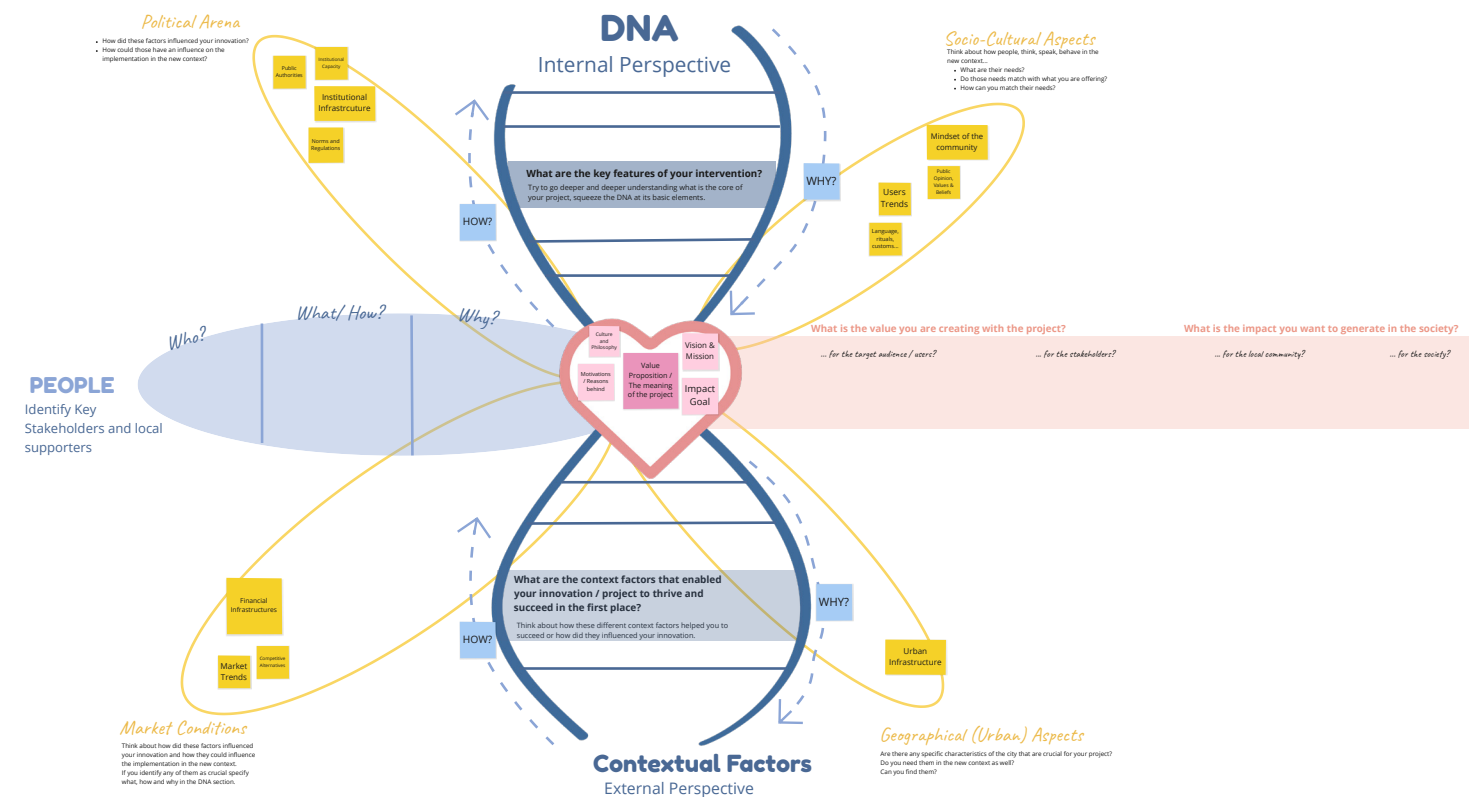 Political Arena
How did these factors influenced your innovation?
How could those have an influence on the
implementation in the new context?
Public
Authorities
Institutional
Capacity
Institutional
Infrastrcuture
Norms and
Regulations
DNA
Internal Perspective
What are the key features of your intervention?
Try to go deeper and deeper understanding what is the core of
your project, squeeze the DNA at its basic elements.
HOW?
WHY?
Socio-Cultural Aspects
Think about how people, think, speak, behave in the
new context...
What are their needs?
Do those needs match with what you are offering?
How can you match their needs?
Mindset of the
community
Public
Opinion,
Values &
Beliefs
Users
Trends
Language,
rituals,
customs...
Who?
What/ How?
Why?
PEOPLE
Identify Key
Stakeholders and local
supporters
Culture
and
Philosophy
Motivations
/ Reasons
behind
Value
Proposition /
The meaning
of the project
Vision &
Mission
Impact
Goal
What is the value you are creating with the project?
... for the target audience / users?
... for the stakeholders?
What is the impact you want to generate in the society?
... for the local community?
... for the society?
What are the context factors that enabled
your innovation / project to thrive and
succeed in the first place?
Think about how these different context factors helped you to
succeed or how did they influenced your innovation.
HOW?
WHY?
Financial
Infrastructures
Market
Trends
Competitive
Alternatives
Market Conditions
Think about how did these factors influenced
your innovation and how they could influence
the implementation in the new context.
If you identify any of them as crucial specify
what, how and why in the DNA section.
Urban
Infrastructure
Geographical (Urban) Aspects
Are there any specific characteristics of the city that are crucial for your project?
Do you need them in the new context as well?
Can you find them?
Contextual Factors
External Perspective